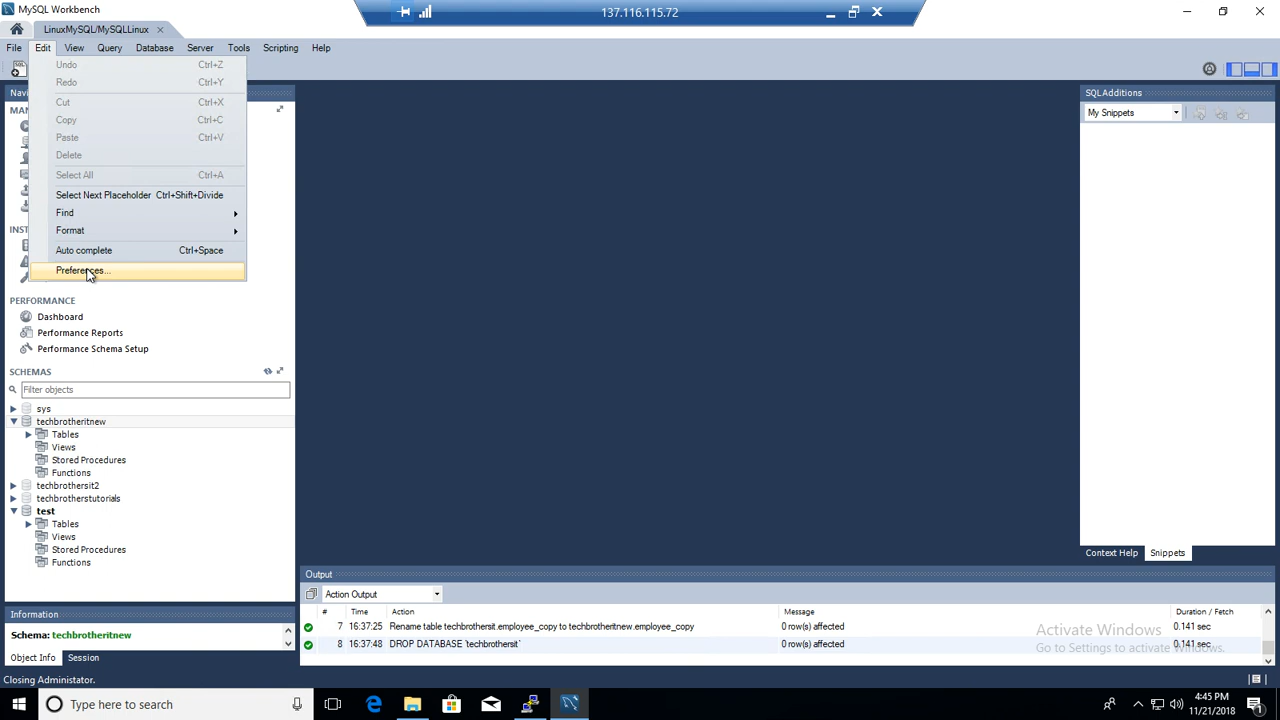 MySQL Workbench
137.116.115.72
LinuxMySQL/MySQLLinux
File Edit View Query Database Server Tools Scripting Help
Undo Ctrl+Z
Redo Ctrl+Y
Cut Ctrl+X
Copy Ctrl+C
Paste Ctrl+V
Delete
Select All Ctrl+A
Select Next Placeholder Ctrl+Shift+Divide
Find
Format
Auto complete Ctrl+Space
Preferences...
Navi
MAN
INST
PERFORMANCE
Dashboard
Performance Reports
Performance Schema Setup
SCHEMAS
Filter objects
sys
techbrotheritnew
Tables
Views
Stored Procedures
Functions
techbrothersit2
techbrotherstutorials
test
Tables
Views
Stored Procedures
Functions
Information
Schema: techbrotheritnew
Object Info Session
Closing Administator.
SQLAdditions
My Snippets
Context Help Snippets
Output
Action Output
# Time Action Message Duration / Fetch
7 16:37:25 Rename table techbrothersit.employee_copy to techbrotheritnew.employee_copy 0 row(s) affected 0.141 sec
8 16:37:48 DROP DATABASE `techbrothersit` 0 row(s) affected 0.141 sec
Activate Windows
Go to Settings to activate Windows.
Type here to search
4:45 PM
11/21/2018
1